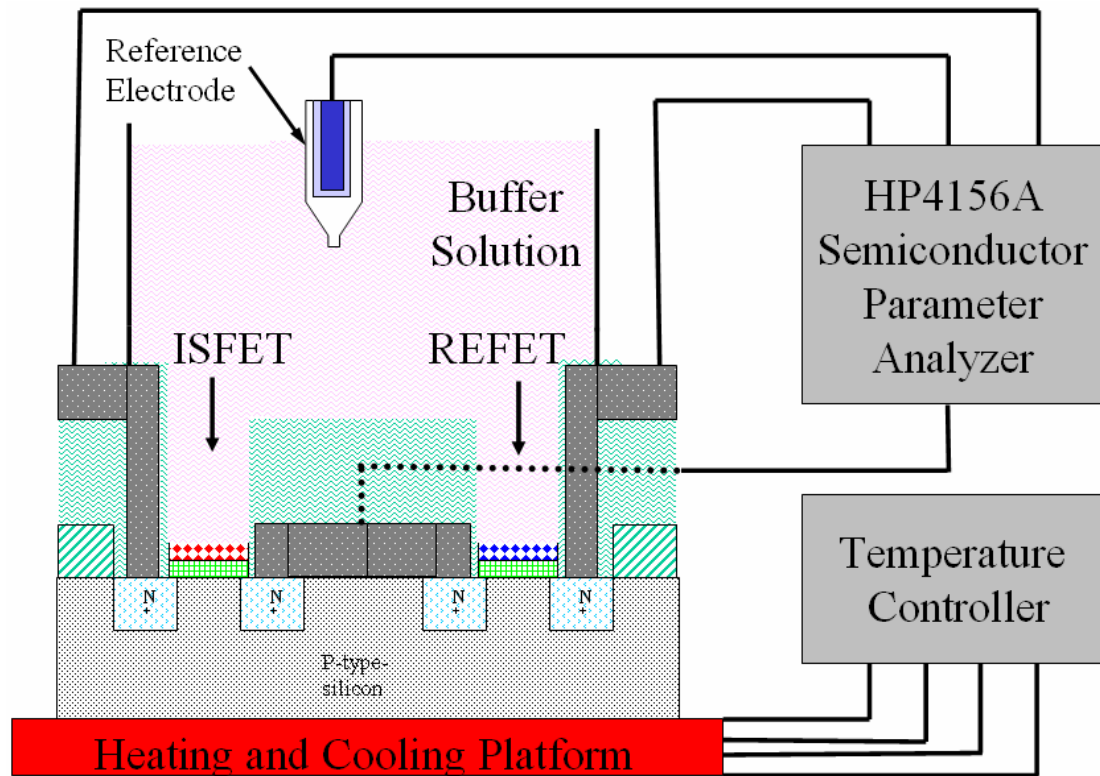 Reference
Electrode
Buffer
Solution
HP4156A
Semiconductor
Parameter
Analyzer
ISFET
REFET
Temperature
Controller
N
+
N
+
N
+
N
+
P-type-
silicon
Heating and Cooling Platform